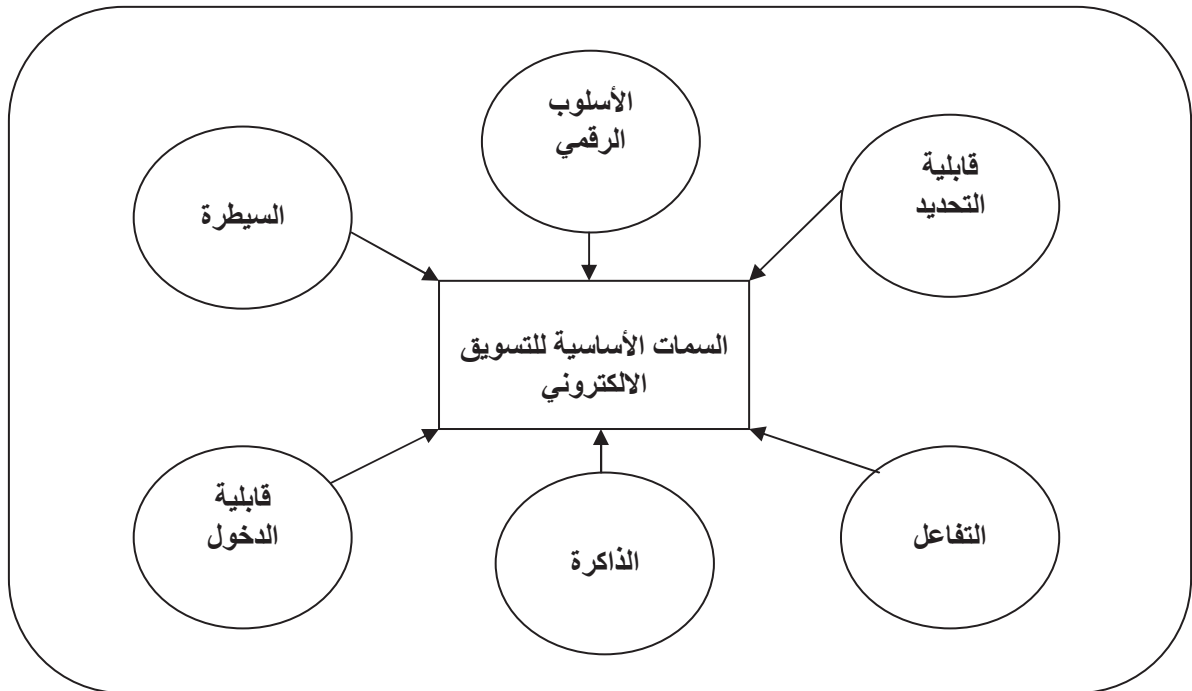 الأسلوب
الرقمي
قابلية
التحديد
السيطرة
السمات الأساسية للتسويق
الالكتروني
قابلية
الدخول
الذاكرة
التفاعل